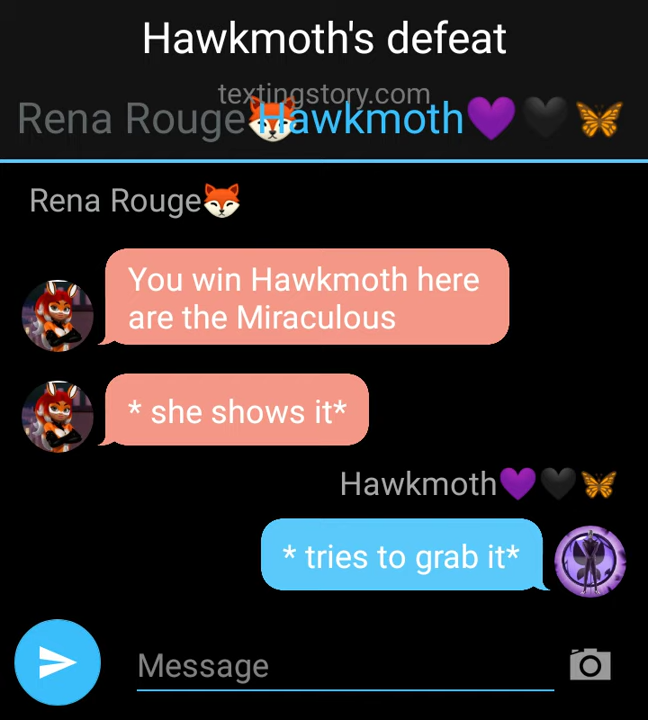 Hawkmoth's defeat
textingstory.com
Rena Rouge🦊Hawkmoth💜🖤🦋
Rena Rouge🦊
You win Hawkmoth here
are the Miraculous
* she shows it*
Hawkmoth💜🖤🦋
* tries to grab it*
Message